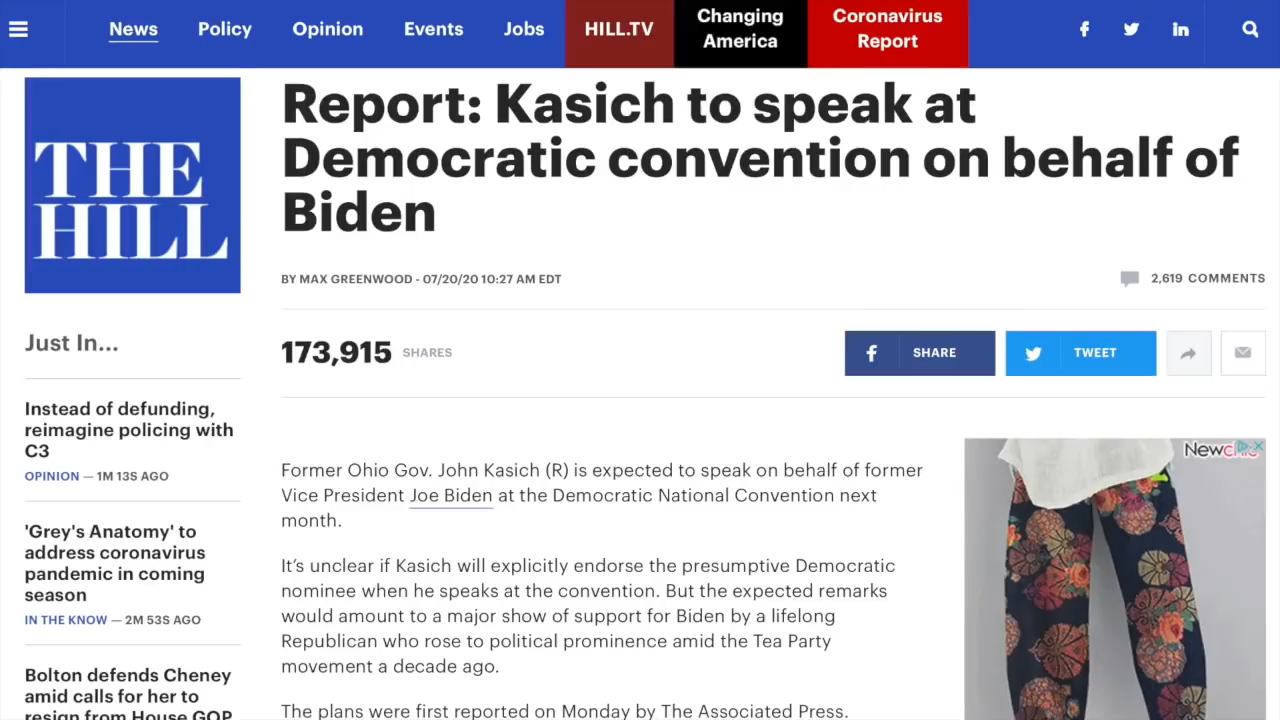 News
Policy
Opinion
Events
Jobs
HILL.TV
Changing
America
Coronavirus
Report
THE
HILL
Report: Kasich to speak at
Democratic convention on behalf of
Biden
BY MAX GREENWOOD - 07/20/20 10:27 AM EDT
2,619 COMMENTS
173,915 SHARES
SHARE
TWEET
Just In...
Instead of defunding,
reimagine policing with
C3
OPINION — 1M 13S AGO
'Grey's Anatomy' to
address coronavirus
pandemic in coming
season
IN THE KNOW — 2M 53S AGO
Bolton defends Cheney
amid calls for her to
resign from House GOP
Former Ohio Gov. John Kasich (R) is expected to speak on behalf of former
Vice President Joe Biden at the Democratic National Convention next
month.
It's unclear if Kasich will explicitly endorse the presumptive Democratic
nominee when he speaks at the convention. But the expected remarks
would amount to a major show of support for Biden by a lifelong
Republican who rose to political prominence amid the Tea Party
movement a decade ago.
The plans were first reported on Monday by The Associated Press.